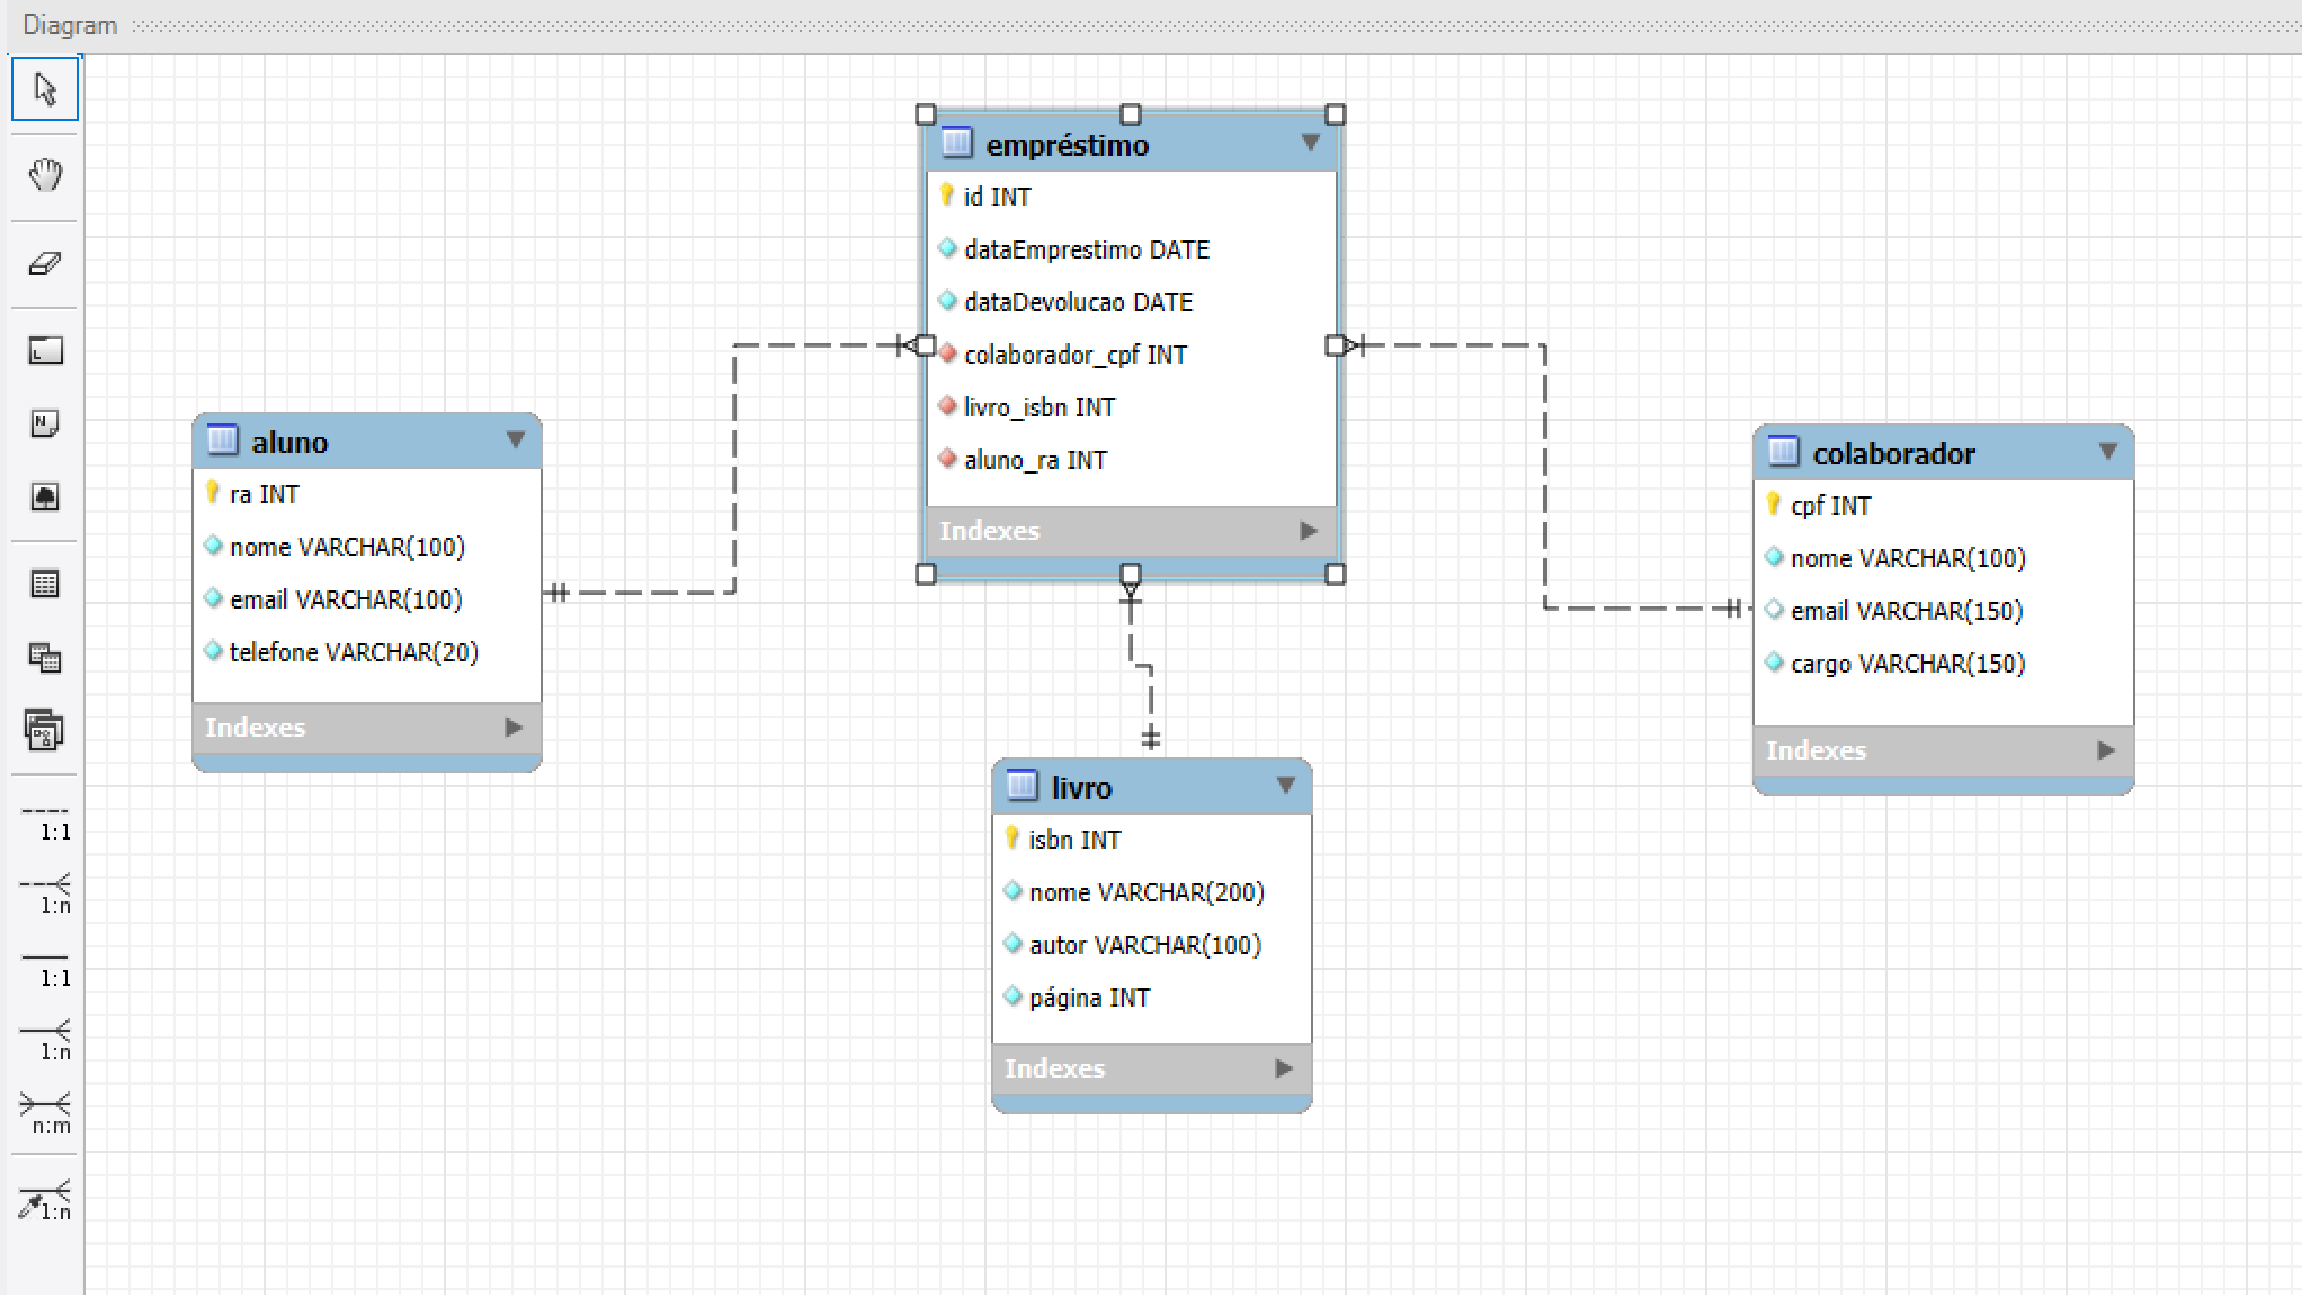 Diagram
empréstimo
id INT
dataEmprestimo DATE
dataDevolucao DATE
colaborador_cpf INT
livro_isbn INT
aluno_ra INT
Indexes
aluno
ra INT
nome VARCHAR(100)
email VARCHAR(100)
telefone VARCHAR(20)
Indexes
colaborador
cpf INT
nome VARCHAR(100)
email VARCHAR(150)
cargo VARCHAR(150)
Indexes
livro
isbn INT
nome VARCHAR(200)
autor VARCHAR(100)
página INT
Indexes
1:1
1:n
1:1
1:n
n:m
1:n